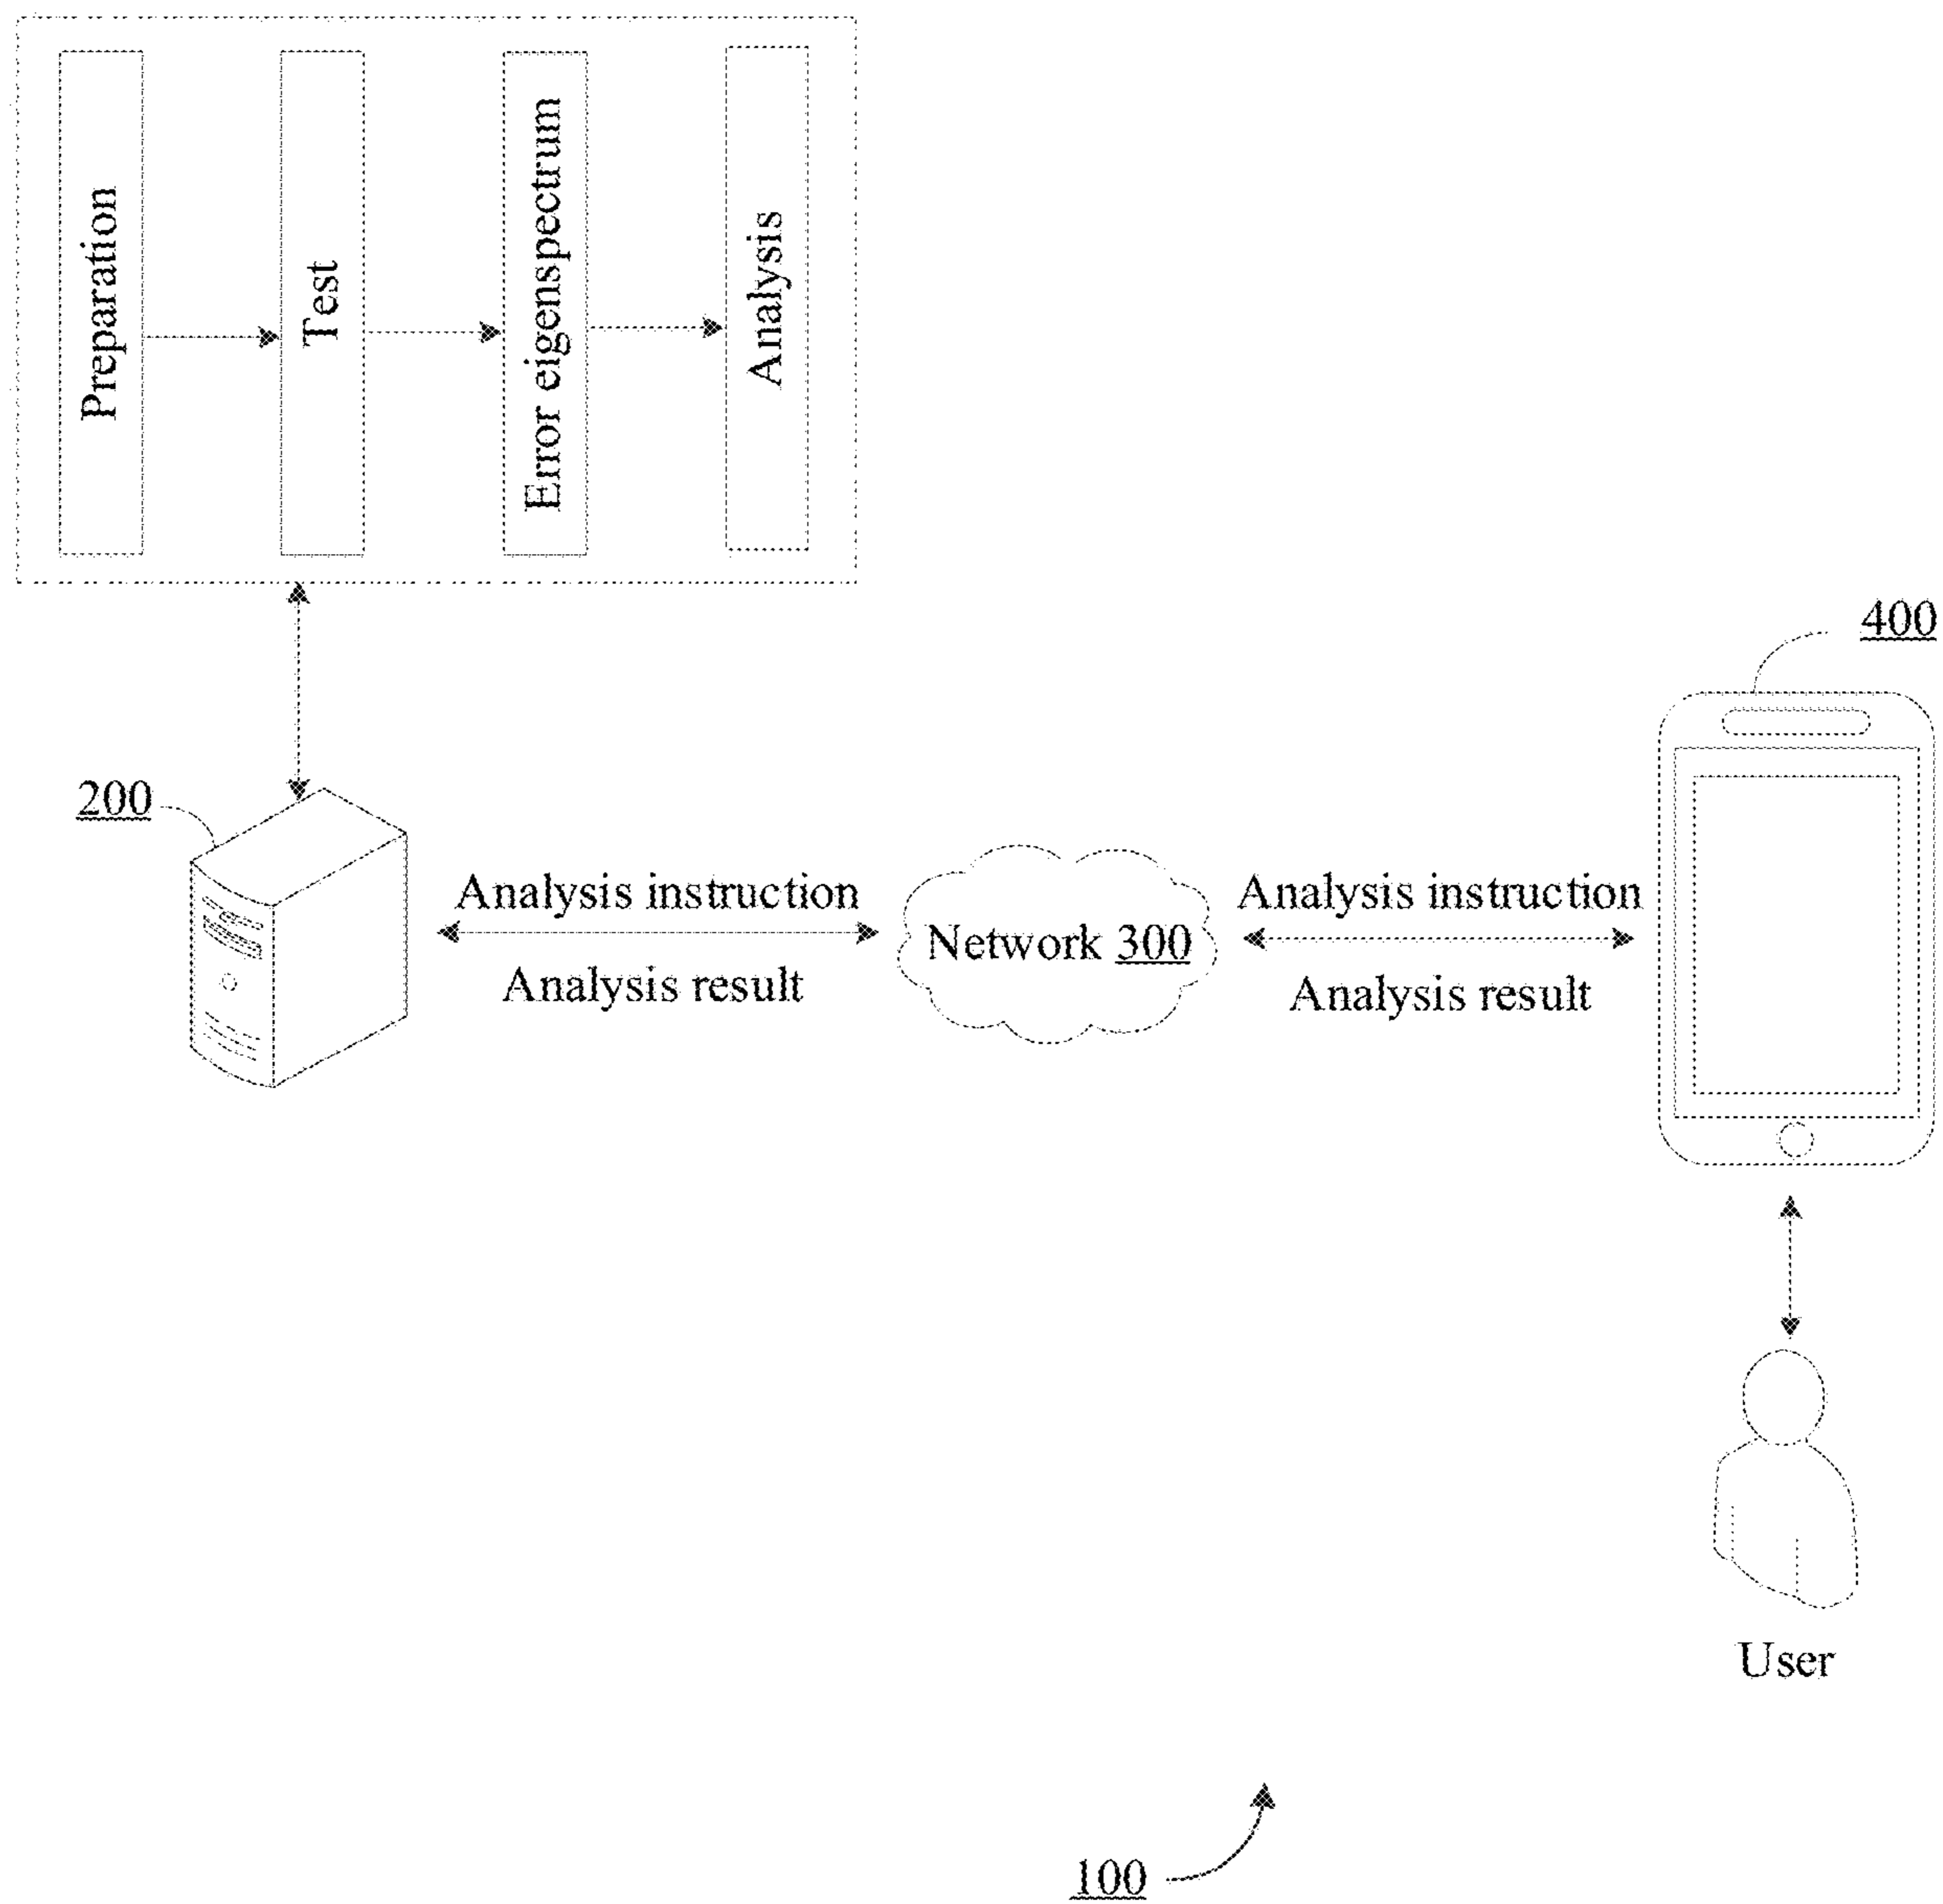 Preparation
Test
Error eigenspectrum
Analysis
400
200
Analysis instruction
Analysis result
Network 300
Analysis instruction
Analysis result
User
100